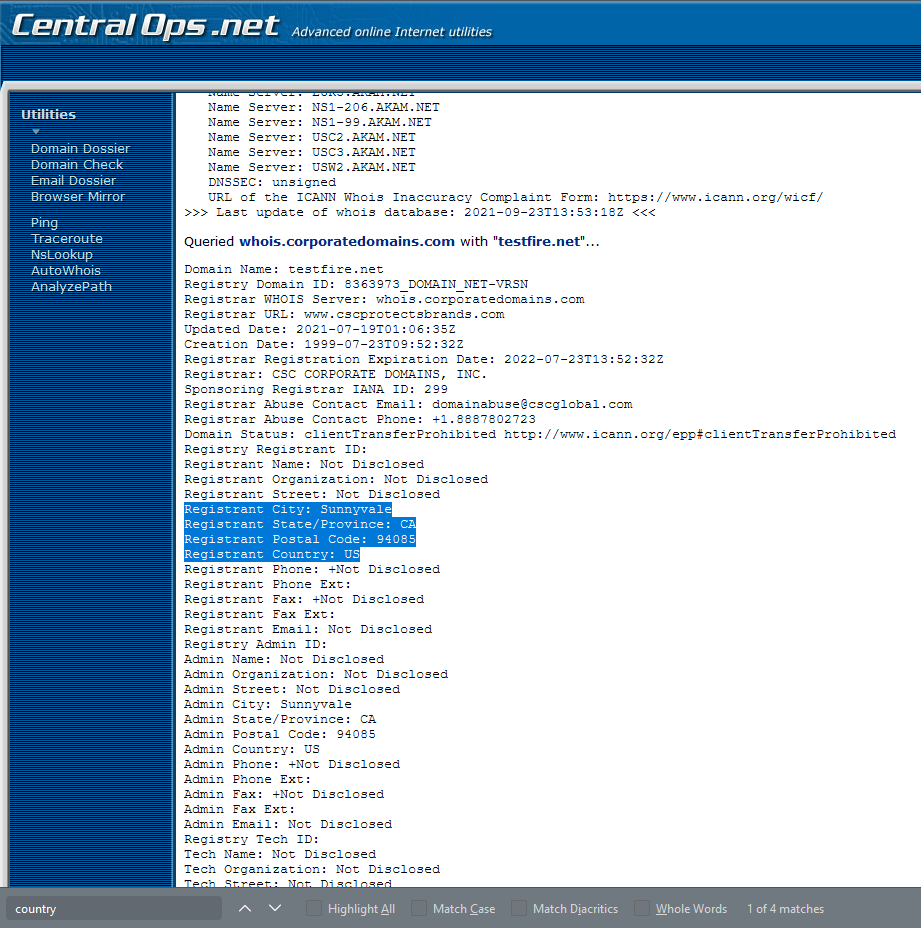 CentralOps.net Advanced online Internet utilities
Utilities
Domain Dossier
Domain Check
Email Dossier
Browser Mirror
Ping
Traceroute
NsLookup
AutoWhois
AnalyzePath
Name Server: NS1-206.AKAM.NET
Name Server: NS1-99.AKAM.NET
Name Server: USC2.AKAM.NET
Name Server: USC3.AKAM.NET
Name Server: USW2.AKAM.NET
DNSSEC: unsigned
URL of the ICANN Whois Inaccuracy Complaint Form: https://www.icann.org/wicf/
>>> Last update of whois database: 2021-09-23T13:53:18Z <<<
Queried whois.corporatedomains.com with "testfire.net"...
Domain Name: testfire.net
Registry Domain ID: 8363973_DOMAIN_NET-VRSN
Registrar WHOIS Server: whois.corporatedomains.com
Registrar URL: www.cscprotectsbrands.com
Updated Date: 2021-07-19T01:06:35Z
Creation Date: 1999-07-23T09:52:32Z
Registrar Registration Expiration Date: 2022-07-23T13:52:32Z
Registrar: CSC CORPORATE DOMAINS, INC.
Sponsoring Registrar IANA ID: 299
Registrar Abuse Contact Email: domainabuse@cscglobal.com
Registrar Abuse Contact Phone: +1.8887802723
Domain Status: clientTransferProhibited http://www.icann.org/epp#clientTransferProhibited
Registry Registrant ID:
Registrant Name: Not Disclosed
Registrant Organization: Not Disclosed
Registrant Street: Not Disclosed
Registrant City: Sunnyvale
Registrant State/Province: CA
Registrant Postal Code: 94085
Registrant Country: US
Registrant Phone: +Not Disclosed
Registrant Phone Ext:
Registrant Fax: +Not Disclosed
Registrant Fax Ext:
Registrant Email: Not Disclosed
Registry Admin ID:
Admin Name: Not Disclosed
Admin Organization: Not Disclosed
Admin Street: Not Disclosed
Admin City: Sunnyvale
Admin State/Province: CA
Admin Postal Code: 94085
Admin Country: US
Admin Phone: +Not Disclosed
Admin Phone Ext:
Admin Fax: +Not Disclosed
Admin Fax Ext:
Admin Email: Not Disclosed
Registry Tech ID:
Tech Name: Not Disclosed
Tech Organization: Not Disclosed
Tech Street: Not Disclosed
country Highlight All Match Case Match Diacritics Whole Words 1 of 4 matches